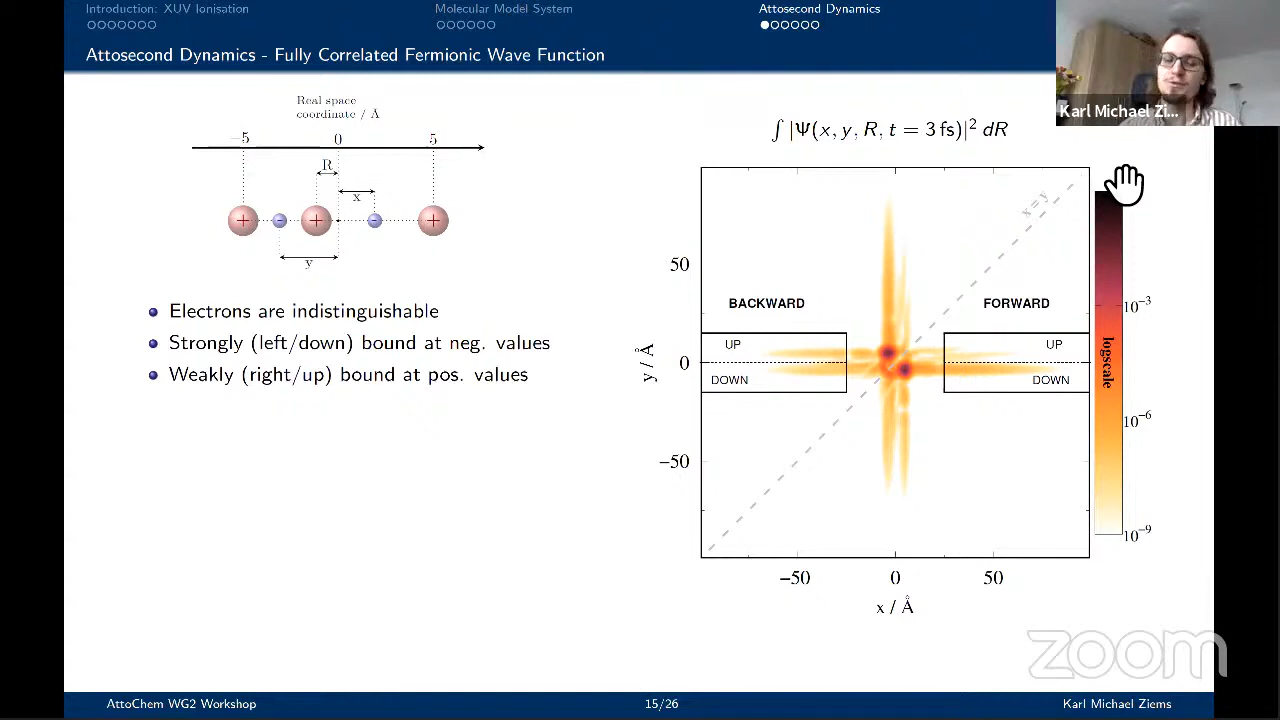 Introduction: XUV Ionisation
Molecular Model System
Attosecond Dynamics
Attosecond Dynamics - Fully Correlated Fermionic Wave Function
Karl Michael Zi...
Real space
coordinate / Å
−5 0 5
R
x
+ - + - +
y
Electrons are indistinguishable
Strongly (left/down) bound at neg. values
Weakly (right/up) bound at pos. values
∫ |Ψ(x, y, R, t = 3 fs)|² dR
x = y
BACKWARD
FORWARD
UP
UP
DOWN
DOWN
50
0
−50
y / Å
−50 0 50
x / Å
10⁻³
logscale
10⁻⁶
10⁻⁹
zoom
AttoChem WG2 Workshop
15/26
Karl Michael Ziems